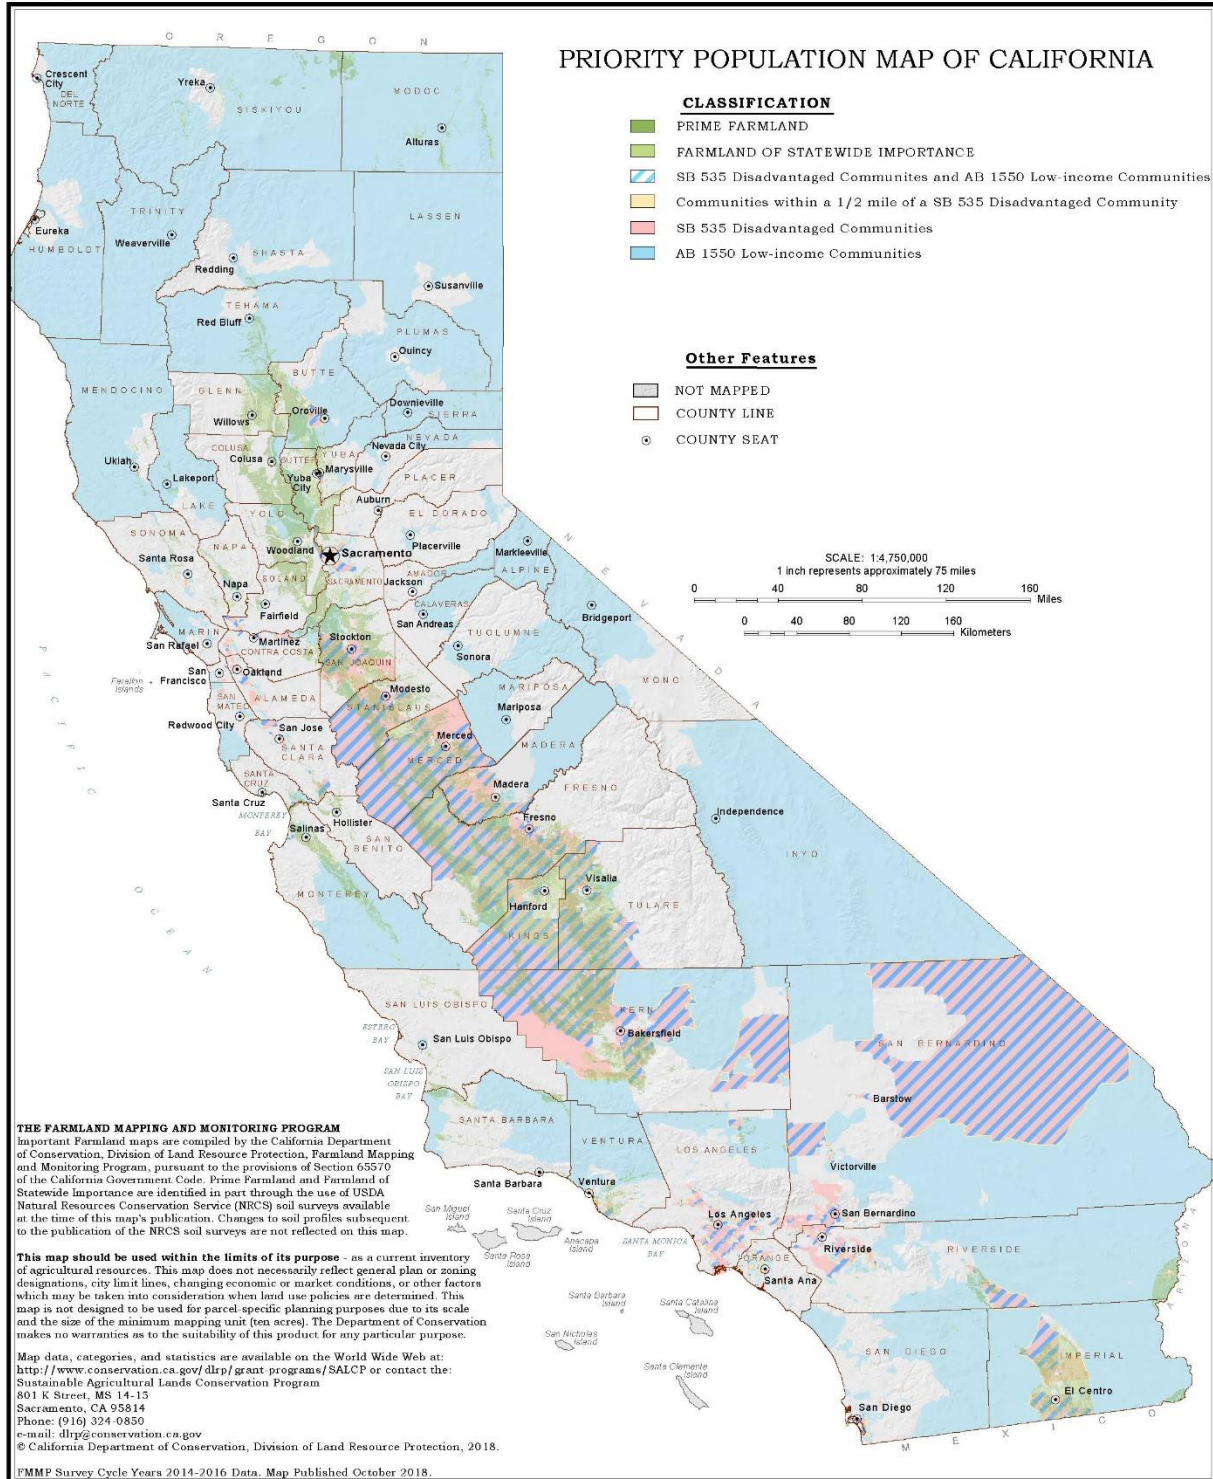 PRIORITY POPULATION MAP OF CALIFORNIA
CLASSIFICATION
PRIME FARMLAND
FARMLAND OF STATEWIDE IMPORTANCE
SB 535 Disadvantaged Communites and AB 1550 Low-income Communities
Communities within a 1/2 mile of a SB 535 Disadvantaged Community
SB 535 Disadvantaged Communities
AB 1550 Low-income Communities
Other Features
NOT MAPPED
COUNTY LINE
COUNTY SEAT
SCALE: 1:4,750,000
1 inch represents approximately 75 miles
0 40 80 120 160 Miles
0 40 80 120 160 Kilometers
OREGON
NEVADA
ARIZONA
MEXICO
PACIFIC OCEAN
Crescent City
DEL NORTE
Yreka
SISKIYOU
MODOC
Alturas
Eureka
HUMBOLDT
TRINITY
Weaverville
SHASTA
Redding
LASSEN
Susanville
TEHAMA
Red Bluff
PLUMAS
Quincy
MENDOCINO
Ukiah
GLENN
Willows
BUTTE
Oroville
Downieville
SIERRA
NEVADA
Nevada City
COLUSA
Colusa
SUTTER
YUBA
Marysville
Yuba City
Lakeport
LAKE
PLACER
Auburn
EL DORADO
Placerville
YOLO
Woodland
Sacramento
SACRAMENTO
SONOMA
Santa Rosa
NAPA
Napa
SOLANO
Fairfield
AMADOR
Jackson
Markleeville
ALPINE
CALAVERAS
San Andreas
TUOLUMNE
Sonora
Bridgeport
MONO
MARIN
San Rafael
Martinez
CONTRA COSTA
Stockton
SAN JOAQUIN
Farallon Islands
San Francisco
Oakland
ALAMEDA
SAN MATEO
Redwood City
San Jose
SANTA CLARA
Modesto
STANISLAUS
MARIPOSA
Mariposa
Merced
MERCED
MADERA
Madera
SANTA CRUZ
Santa Cruz
MONTEREY BAY
Salinas
Hollister
SAN BENITO
MONTEREY
FRESNO
Fresno
Independence
INYO
Visalia
TULARE
Hanford
KINGS
SAN LUIS OBISPO
ESTERO BAY
San Luis Obispo
SAN LUIS OBISPO BAY
KERN
Bakersfield
SAN BERNARDINO
Barstow
SANTA BARBARA
Santa Barbara
VENTURA
Ventura
LOS ANGELES
Los Angeles
Victorville
San Bernardino
Riverside
RIVERSIDE
ORANGE
Santa Ana
San Miguel Island
Santa Cruz Island
Santa Rosa Island
Anacapa Island
SANTA MONICA BAY
Santa Barbara Island
Santa Catalina Island
San Nicholas Island
Santa Clemente Island
SAN DIEGO
San Diego
IMPERIAL
El Centro
THE FARMLAND MAPPING AND MONITORING PROGRAM
Important Farmland maps are compiled by the California Department
of Conservation, Division of Land Resource Protection, Farmland Mapping
and Monitoring Program, pursuant to the provisions of Section 65570
of the California Government Code. Prime Farmland and Farmland of
Statewide Importance are identified in part through the use of USDA
Natural Resources Conservation Service (NRCS) soil surveys available
at the time of this map's publication. Changes to soil profiles subsequent
to the publication of the NRCS soil surveys are not reflected on this map.
This map should be used within the limits of its purpose - as a current inventory
of agricultural resources. This map does not necessarily reflect general plan or zoning
designations, city limit lines, changing economic or market conditions, or other factors
which may be taken into consideration when land use policies are determined. This
map is not designed to be used for parcel-specific planning purposes due to its scale
and the size of the minimum mapping unit (ten acres). The Department of Conservation
makes no warranties as to the suitability of this product for any particular purpose.
Map data, categories, and statistics are available on the World Wide Web at:
http://www.conservation.ca.gov/dlrp/grant-programs/SALCP or contact the:
Sustainable Agricultural Lands Conservation Program
801 K Street, MS 14-15
Sacramento, CA 95814
Phone: (916) 324-0850
e-mail: dlrp@conservation.ca.gov
© California Department of Conservation, Division of Land Resource Protection, 2018.
FMMP Survey Cycle Years 2014-2016 Data. Map Published October 2018.